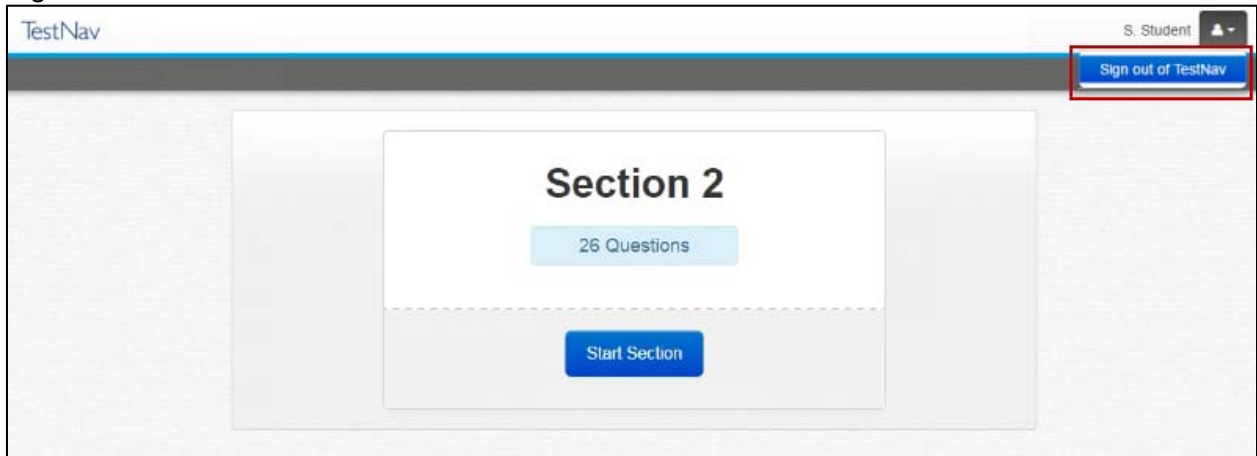 TestNav
S. Student
Sign out of TestNav
Section 2
26 Questions
Start Section